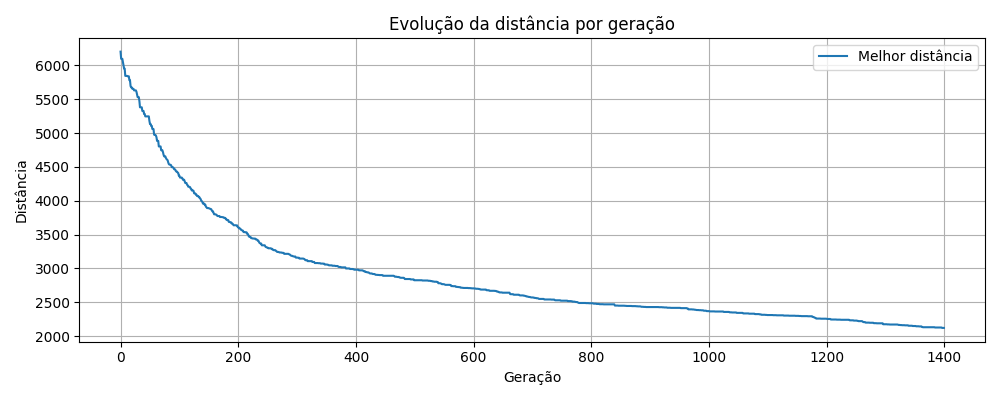 Evolução da distância por geração
Melhor distância
Distância
6000
5500
5000
4500
4000
3500
3000
2500
2000
0 200 400 600 800 1000 1200 1400
Geração